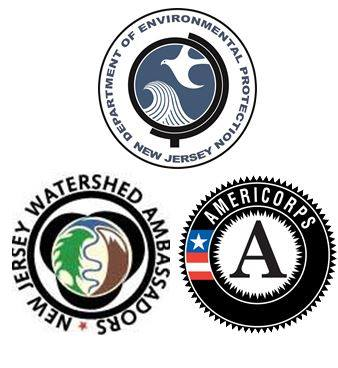 DEPARTMENT OF ENVIRONMENTAL PROTECTION
NEW JERSEY
NEW JERSEY WATERSHED AMBASSADORS
AMERICORPS
A